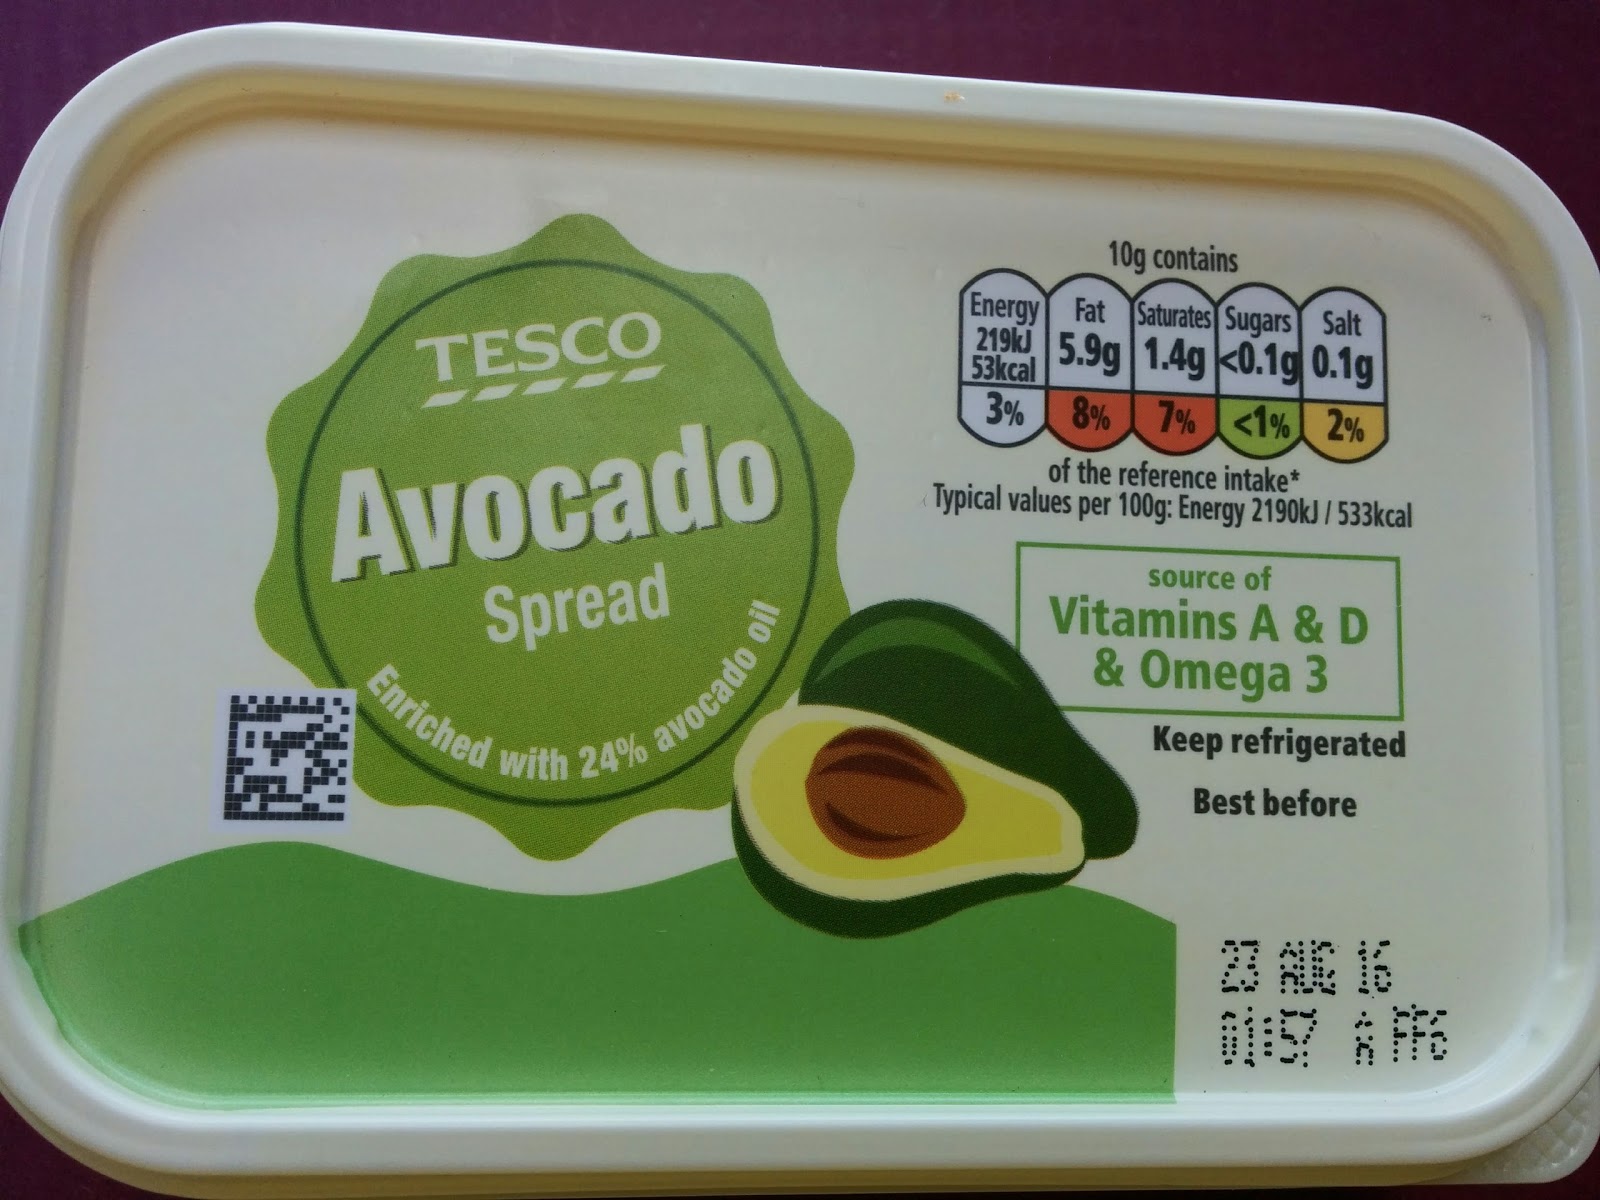 TESCO
Avocado
Spread
Enriched with 24% avocado oil
10g contains
Energy 219kJ 53kcal 3%
Fat 5.9g 8%
Saturates 1.4g 7%
Sugars <0.1g <1%
Salt 0.1g 2%
of the reference intake*
Typical values per 100g: Energy 2190kJ / 533kcal
source of
Vitamins A & D
& Omega 3
Keep refrigerated
Best before
23 AUG 16
01:57 A FF6